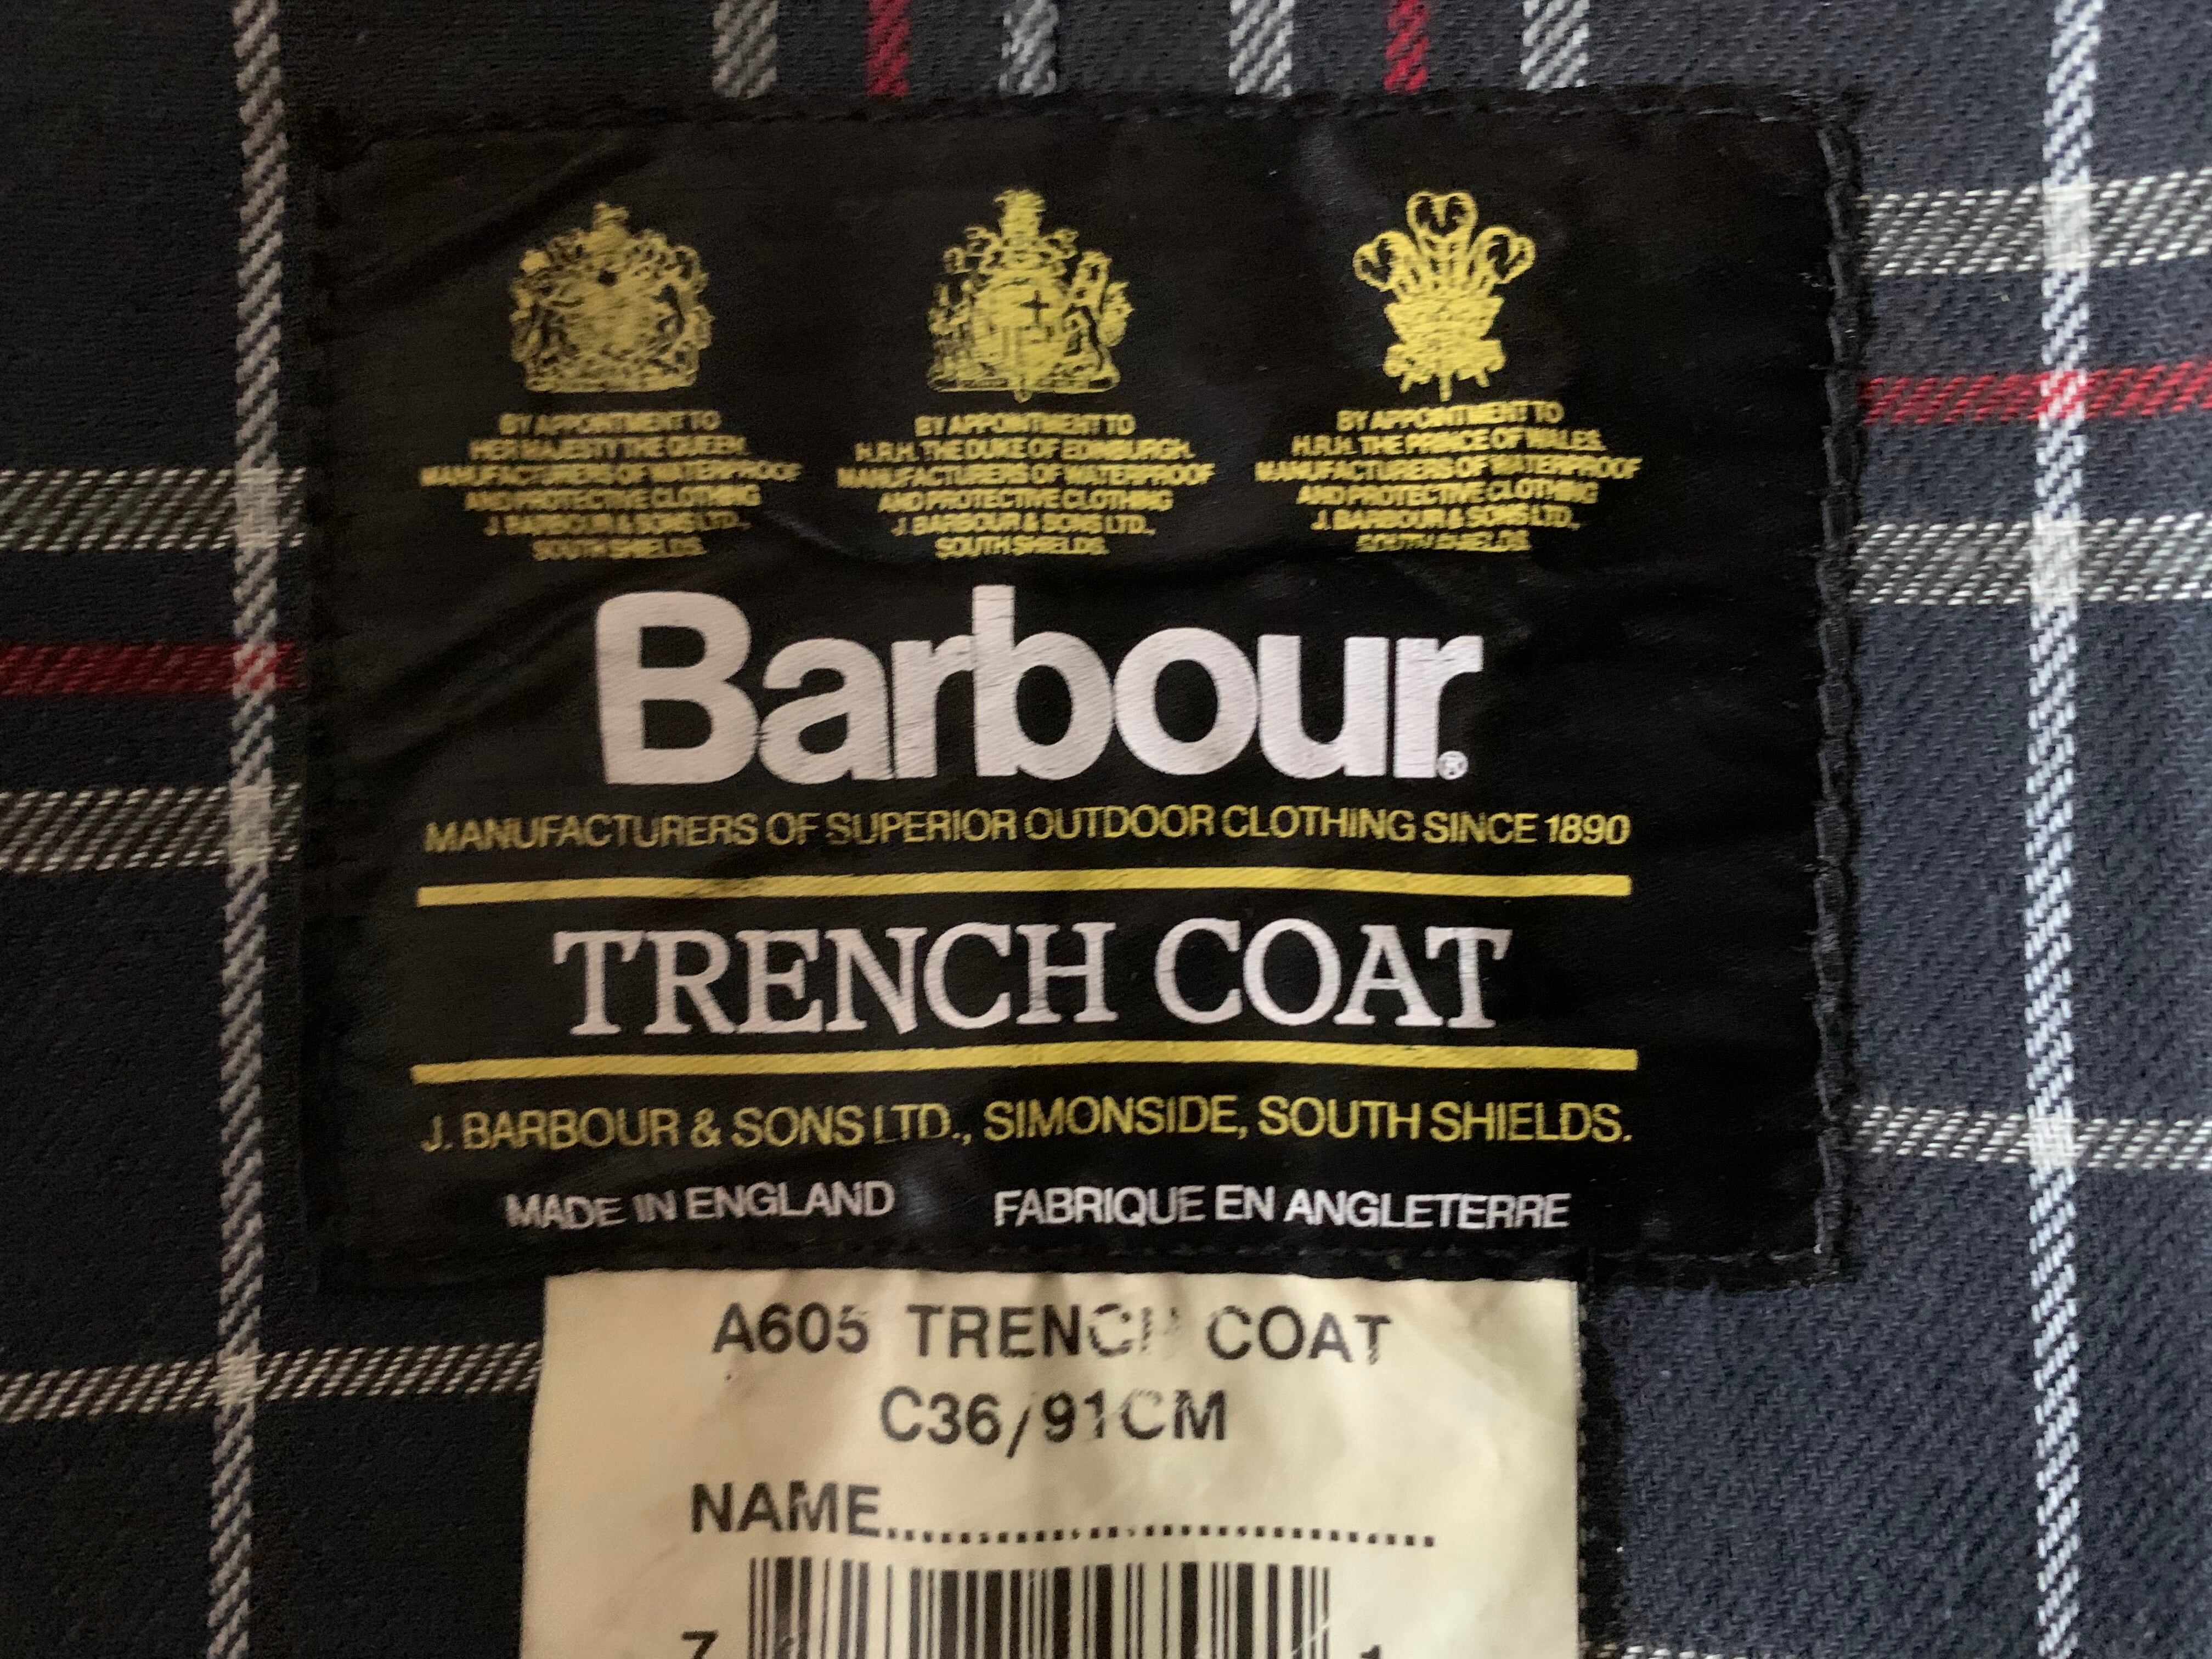 BY APPOINTMENT TO
HER MAJESTY THE QUEEN.
MANUFACTURERS OF WATERPROOF
AND PROTECTIVE CLOTHING
J. BARBOUR & SONS LTD.,
SOUTH SHIELDS.
BY APPOINTMENT TO
H.R.H. THE DUKE OF EDINBURGH.
MANUFACTURERS OF WATERPROOF
AND PROTECTIVE CLOTHING
J. BARBOUR & SONS LTD.,
SOUTH SHIELDS.
BY APPOINTMENT TO
H.R.H. THE PRINCE OF WALES.
MANUFACTURERS OF WATERPROOF
AND PROTECTIVE CLOTHING
J. BARBOUR & SONS LTD.,
SOUTH SHIELDS.
Barbour®
MANUFACTURERS OF SUPERIOR OUTDOOR CLOTHING SINCE 1890
TRENCH COAT
J. BARBOUR & SONS LTD., SIMONSIDE, SOUTH SHIELDS.
MADE IN ENGLAND FABRIQUE EN ANGLETERRE
A605 TRENCH COAT
C36/91CM
NAME.......................................